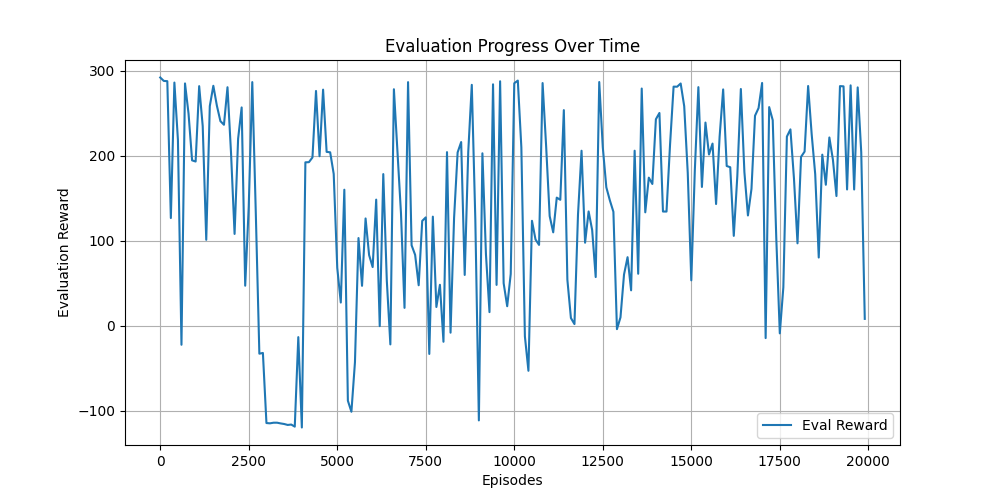 Evaluation Progress Over Time
Evaluation Reward
300
200
100
0
−100
Eval Reward
0 2500 5000 7500 10000 12500 15000 17500 20000
Episodes